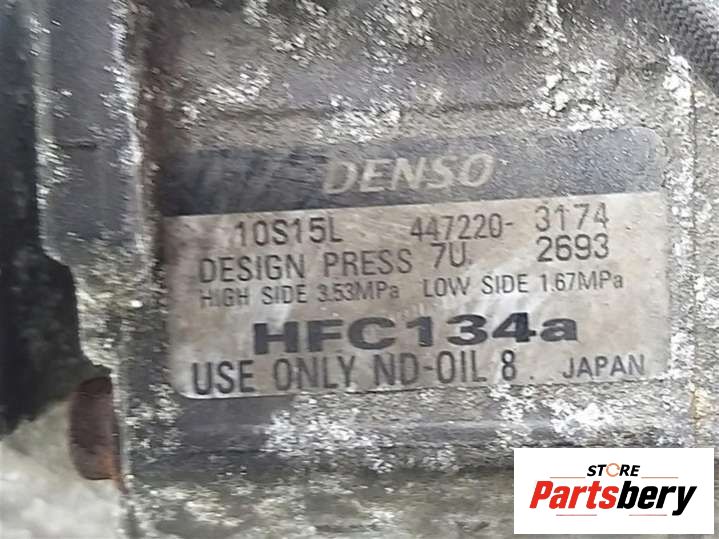 DENSO
10S15L 447220-3174
DESIGN PRESS 7U. 2693
HIGH SIDE 3.53MPa LOW SIDE 1.67MPa
HFC134a
USE ONLY ND-OIL 8. JAPAN
STORE
Partsbery